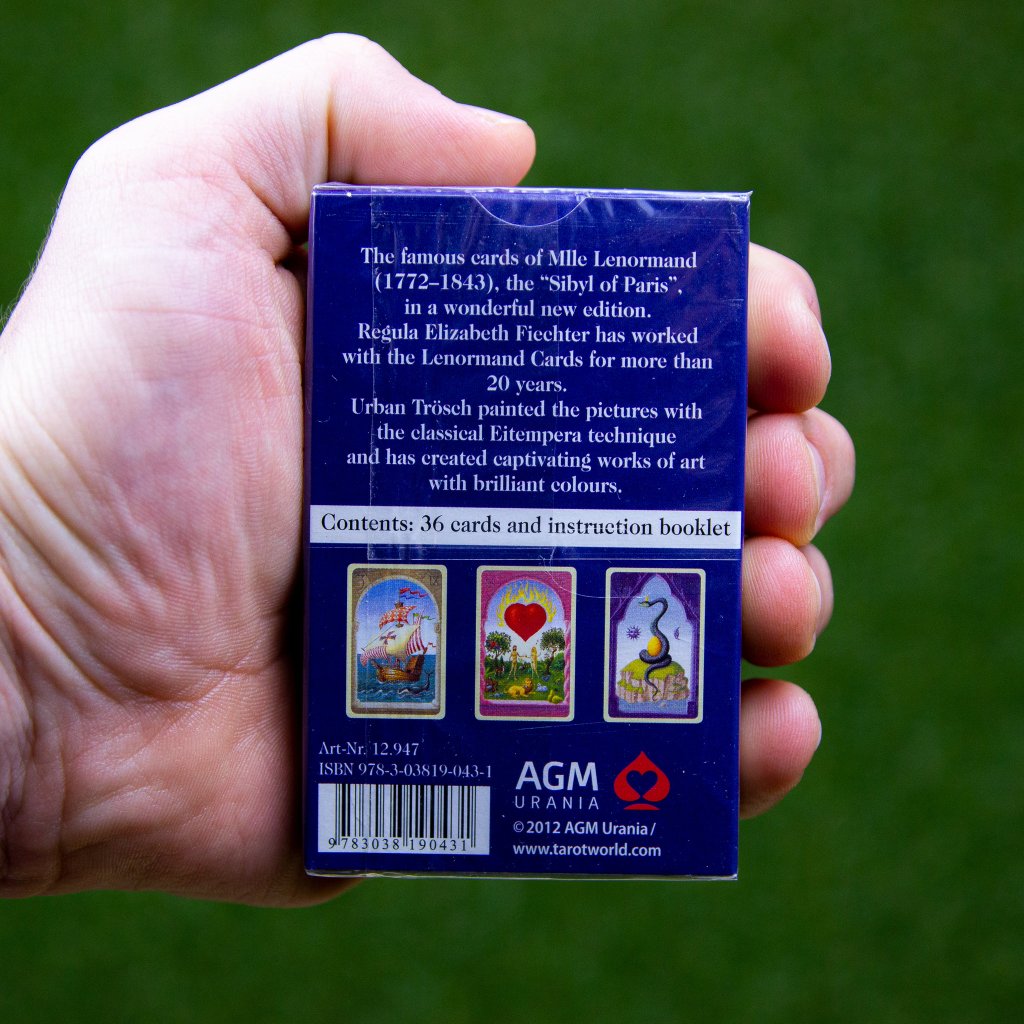 The famous cards of Mlle Lenormand
(1772–1843), the “Sibyl of Paris”,
in a wonderful new edition.
Regula Elizabeth Fiechter has worked
with the Lenormand Cards for more than
20 years.
Urban Trösch painted the pictures with
the classical Eitempera technique
and has created captivating works of art
with brilliant colours.
Contents: 36 cards and instruction booklet
Art-Nr. 12.947
ISBN 978-3-03819-043-1
9783038190431
AGM
URANIA
© 2012 AGM Urania /
www.tarotworld.com